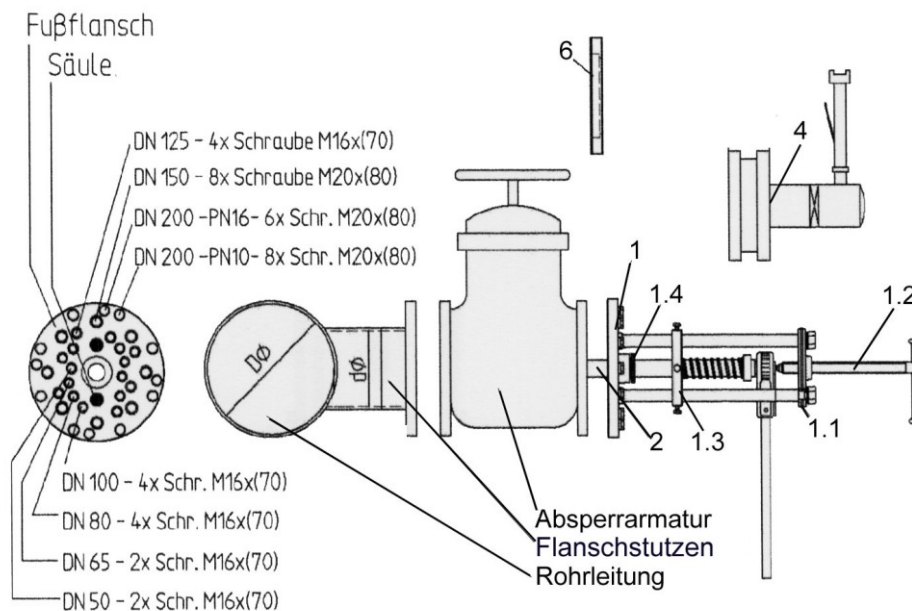 Fußflansch
Säule
DN 125 - 4x Schraube M16x(70)
DN 150 - 8x Schraube M20x(80)
DN 200 -PN16- 6x Schr. M20x(80)
DN 200 -PN10- 8x Schr. M20x(80)
6
4
1
1.4
1.2
DØ
dØ
2
1.3
1.1
DN 100 - 4x Schr. M16x(70)
DN 80 - 4x Schr. M16x(70)
DN 65 - 2x Schr. M16x(70)
DN 50 - 2x Schr. M16x(70)
Absperrarmatur
Flanschstutzen
Rohrleitung